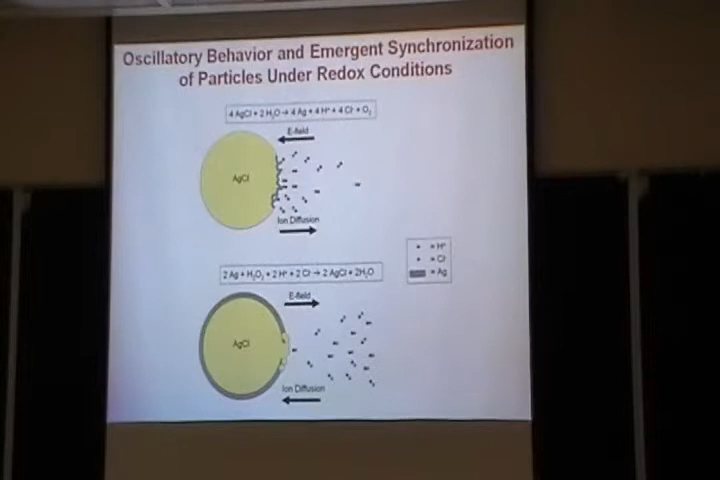 Oscillatory Behavior and Emergent Synchronization
of Particles Under Redox Conditions
4 AgCl + 2 H₂O → 4 Ag + 4 H⁺ + 4 Cl⁻ + O₂
E-field
AgCl
Ion Diffusion
= H⁺
= Cl⁻
= Ag
2 Ag + H₂O₂ + 2 H⁺ + 2 Cl⁻ → 2 AgCl + 2H₂O
E-field
AgCl
Ion Diffusion